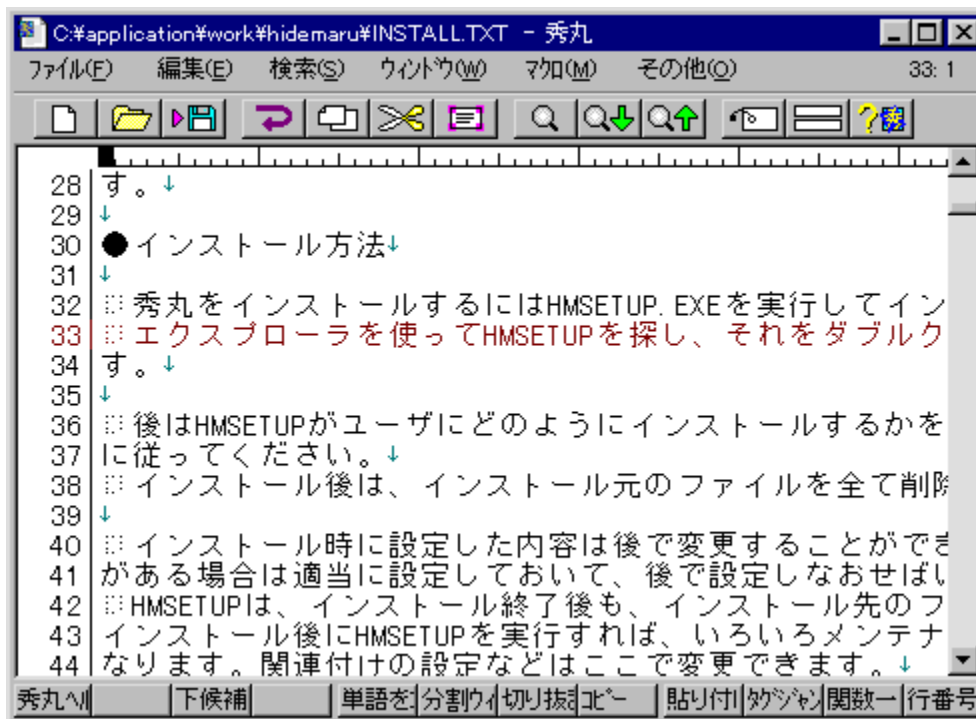 C:¥application¥work¥hidemaru¥INSTALL.TXT - 秀丸
ファイル(F) 編集(E) 検索(S) ウィンドウ(W) マクロ(M) その他(O) 33: 1
28 す。↓
29 ↓
30 ●インストール方法↓
31 ↓
32 秀丸をインストールするにはHMSETUP.EXEを実行してイン
33 エクスプローラを使ってHMSETUPを探し、それをダブルク
34 す。↓
35 ↓
36 後はHMSETUPがユーザにどのようにインストールするかを
37 に従ってください。↓
38 インストール後は、インストール元のファイルを全て削除
39 ↓
40 インストール時に設定した内容は後で変更することができ
41 がある場合は適当に設定しておいて、後で設定しなおせばい
42 HMSETUPは、インストール終了後も、インストール先のフ
43 インストール後にHMSETUPを実行すれば、いろいろメンテナ
44 なります。関連付けの設定などはここで変更できます。↓
秀丸ヘル 下候補 単語を 分割ウィ 切り抜き コピー 貼り付け タグジャン 関数一 行番号